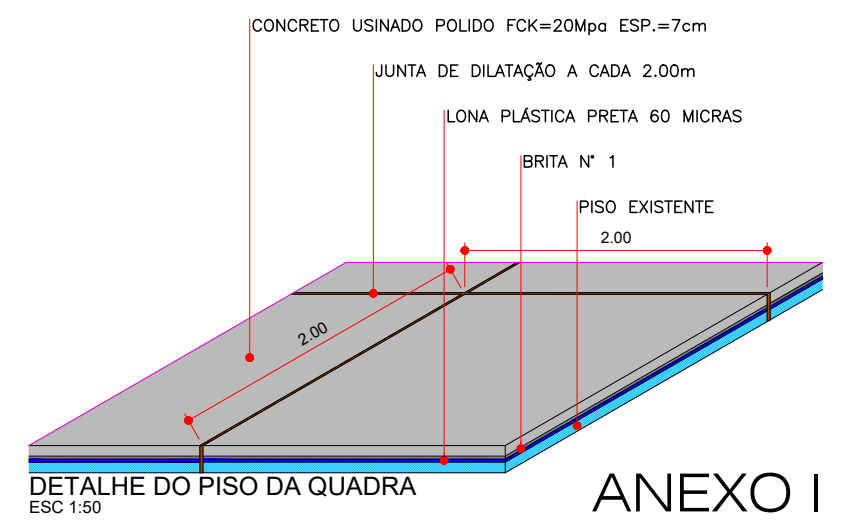 CONCRETO USINADO POLIDO FCK=20Mpa ESP.=7cm
JUNTA DE DILATAÇÃO A CADA 2.00m
LONA PLÁSTICA PRETA 60 MICRAS
BRITA N° 1
PISO EXISTENTE
2.00
2.00
DETALHE DO PISO DA QUADRA
ESC 1:50
ANEXO I